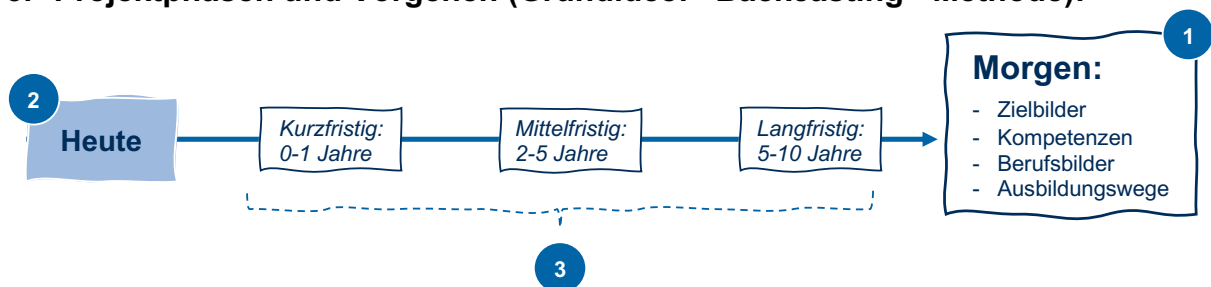 1
Morgen:
- Zielbilder
- Kompetenzen
- Berufsbilder
- Ausbildungswege
2
Heute
Kurzfristig:
0-1 Jahre
Mittelfristig:
2-5 Jahre
Langfristig:
5-10 Jahre
3